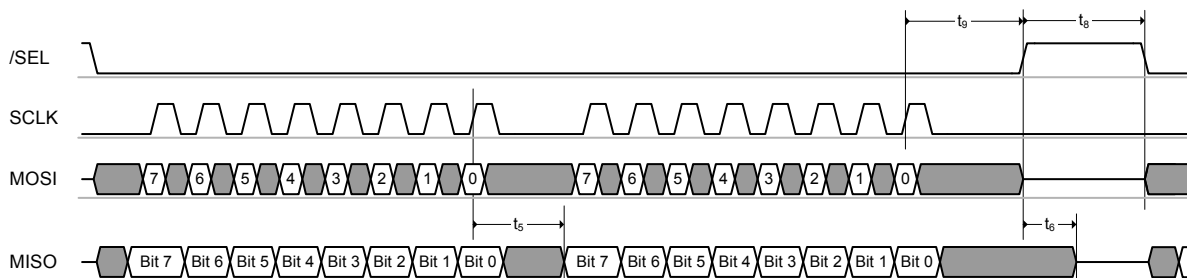 t₉ t₈
/SEL
SCLK
MOSI 7 6 5 4 3 2 1 0 7 6 5 4 3 2 1 0
t₅ t₆
MISO Bit 7 Bit 6 Bit 5 Bit 4 Bit 3 Bit 2 Bit 1 Bit 0 Bit 7 Bit 6 Bit 5 Bit 4 Bit 3 Bit 2 Bit 1 Bit 0